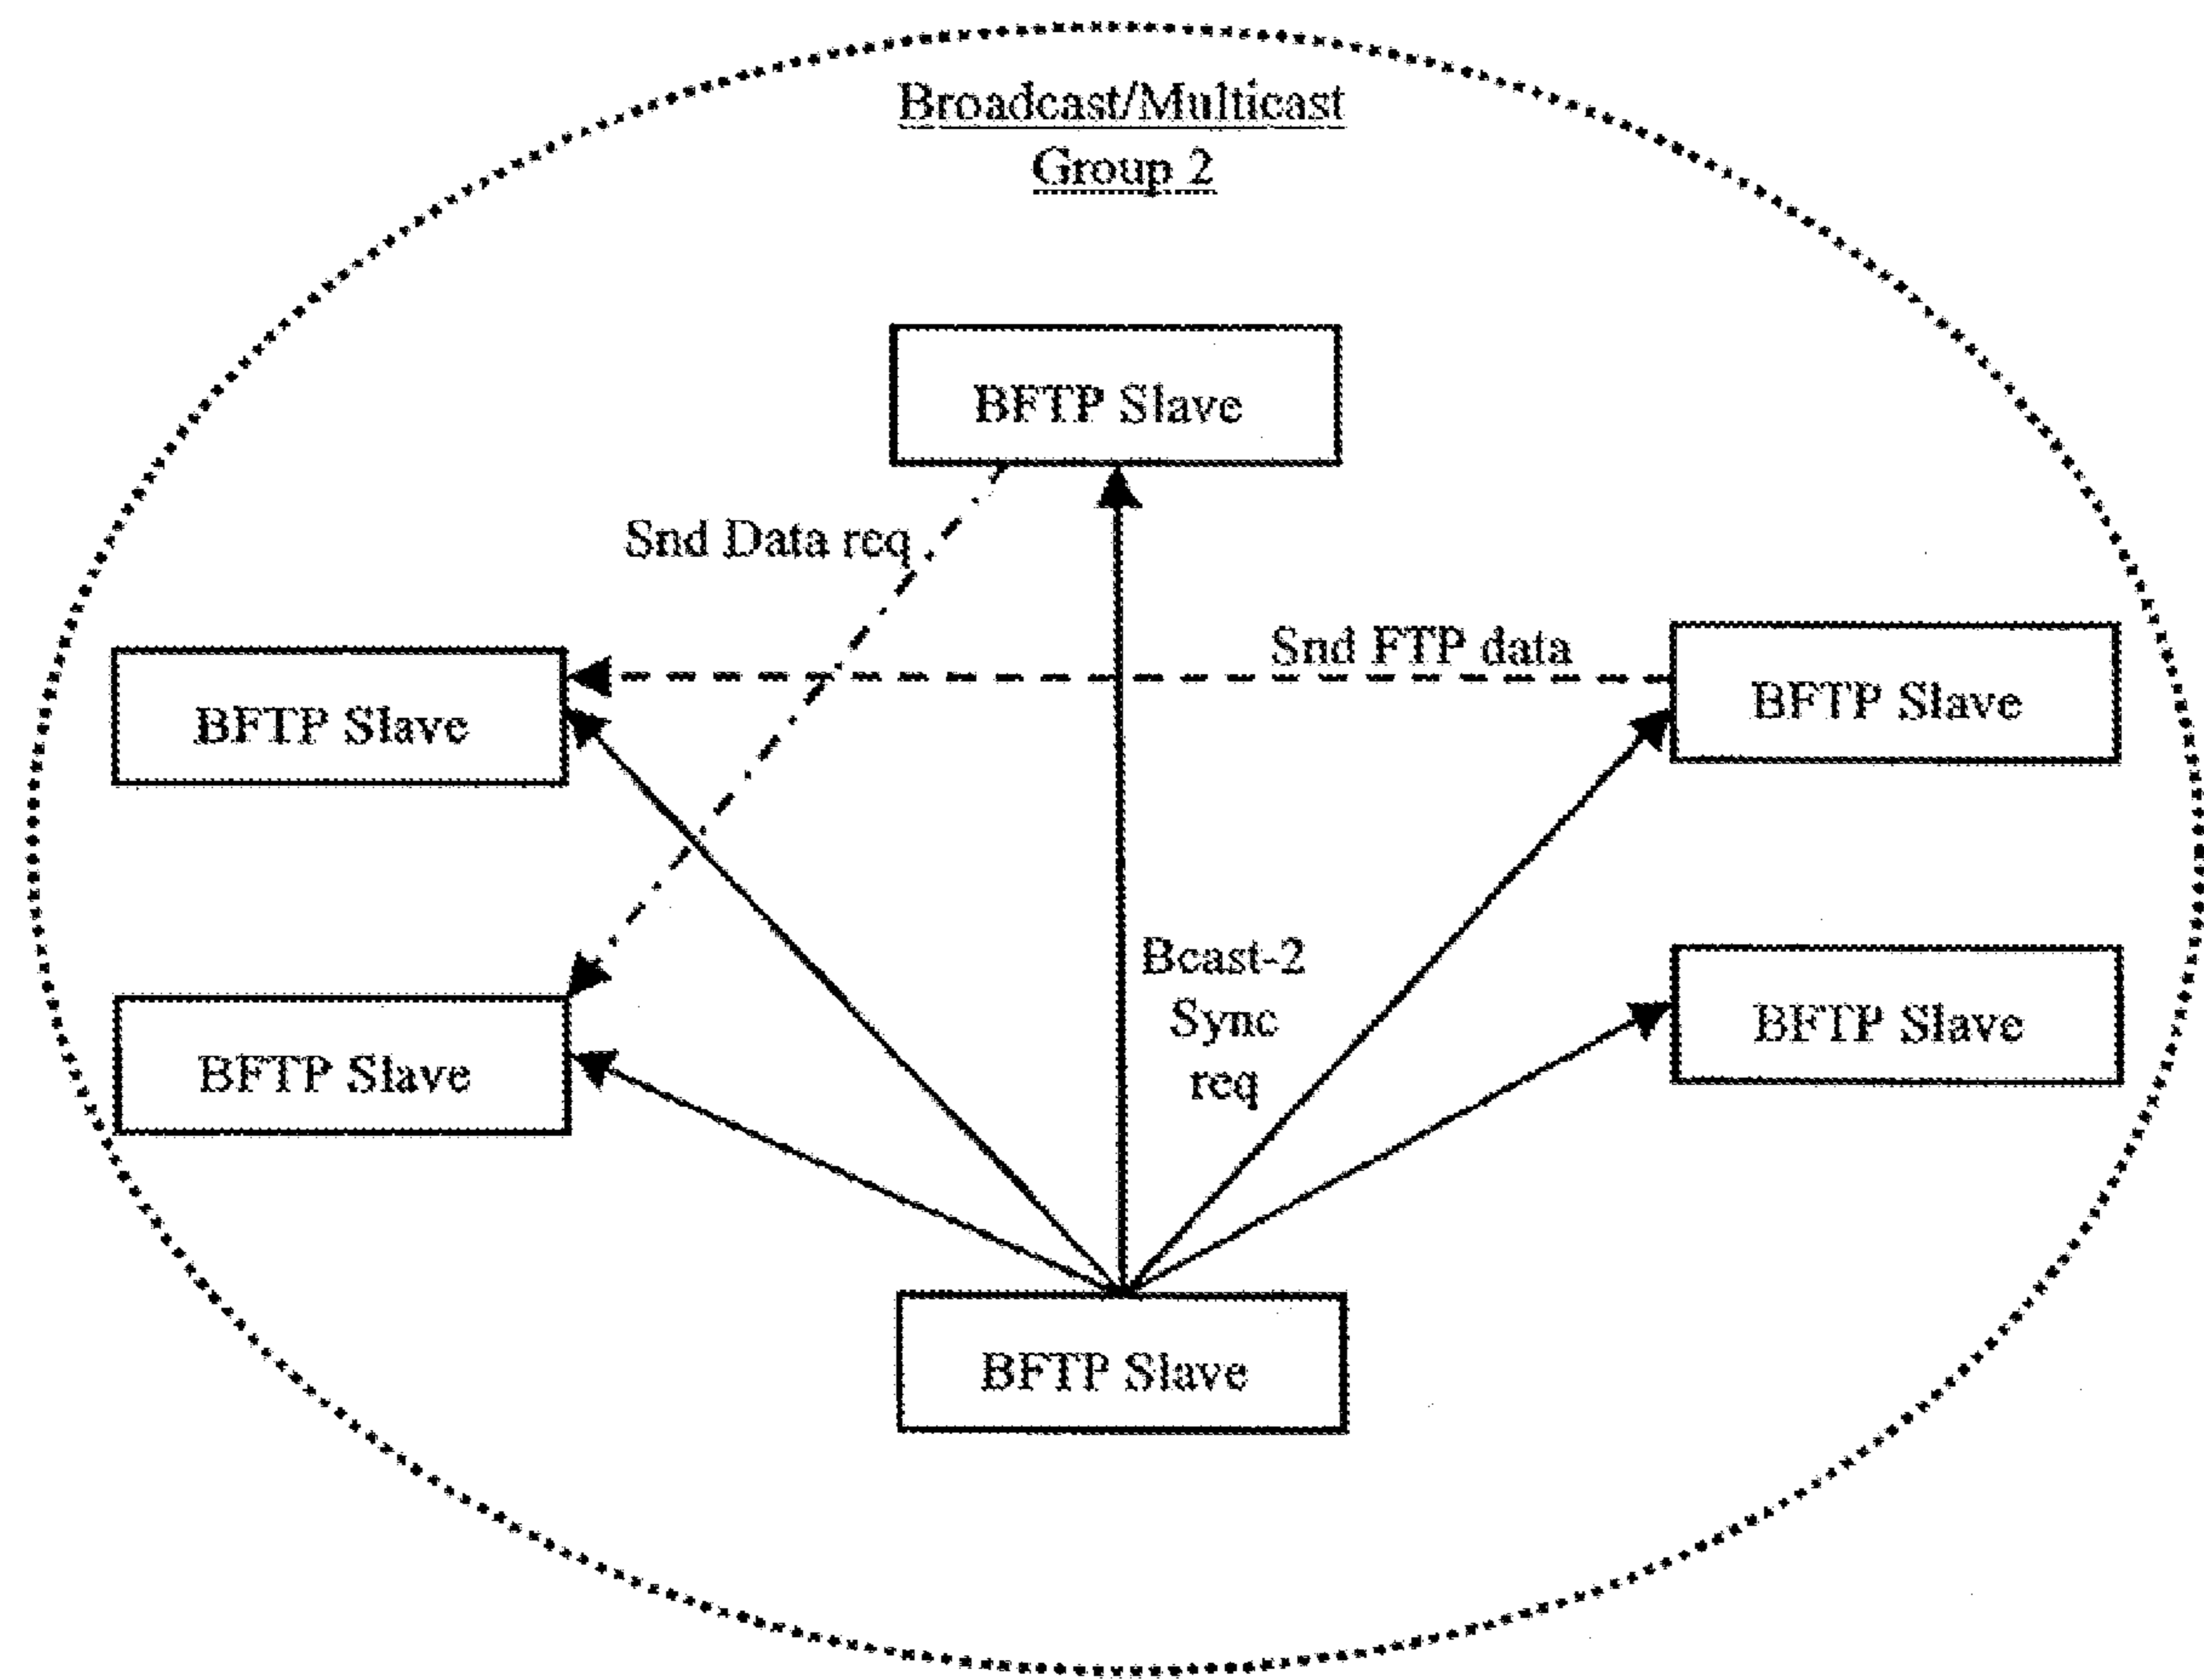 Broadcast/Multicast
Group 2
BFTP Slave
Snd Data req
Snd FTP data
BFTP Slave
BFTP Slave
Bcast-2
Sync
req
BFTP Slave
BFTP Slave
BFTP Slave